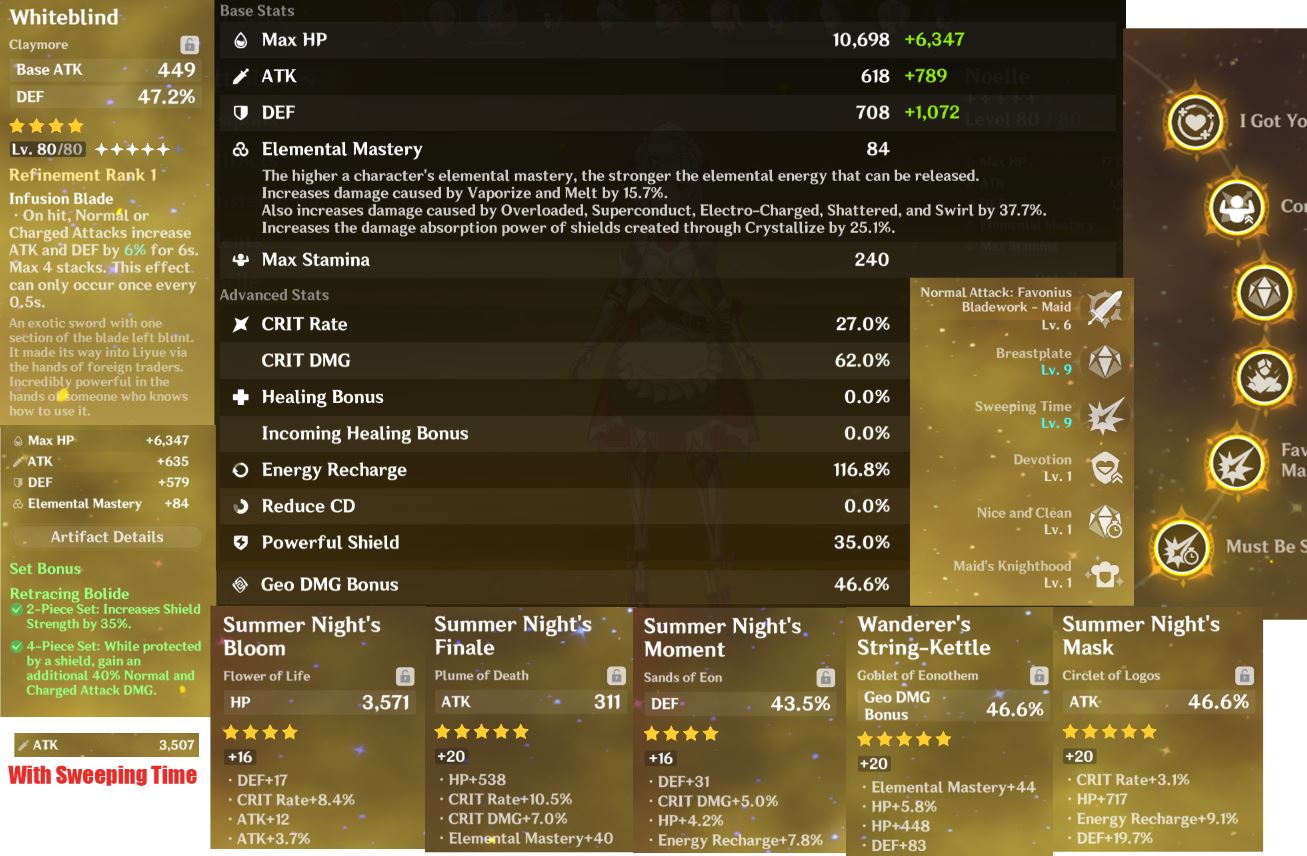 Whiteblind
Claymore
Base ATK 449
DEF 47.2%
Lv. 80/80
Refinement Rank 1
Infusion Blade
· On hit, Normal or
Charged Attacks increase
ATK and DEF by 6% for 6s.
Max 4 stacks. This effect
can only occur once every
0.5s.
An exotic sword with one
section of the blade left blunt.
It made its way into Liyue via
the hands of foreign traders.
Incredibly powerful in the
hands of someone who knows
how to use it.
Max HP +6,347
ATK +635
DEF +579
Elemental Mastery +84
Artifact Details
Set Bonus
Retracing Bolide
2-Piece Set: Increases Shield
Strength by 35%.
4-Piece Set: While protected
by a shield, gain an
additional 40% Normal and
Charged Attack DMG.
ATK 3,507
With Sweeping Time
Base Stats
Max HP 10,698 +6,347
ATK 618 +789
DEF 708 +1,072
Elemental Mastery 84
The higher a character's elemental mastery, the stronger the elemental energy that can be released.
Increases damage caused by Vaporize and Melt by 15.7%.
Also increases damage caused by Overloaded, Superconduct, Electro-Charged, Shattered, and Swirl by 37.7%.
Increases the damage absorption power of shields created through Crystallize by 25.1%.
Max Stamina 240
Advanced Stats
CRIT Rate 27.0%
CRIT DMG 62.0%
Healing Bonus 0.0%
Incoming Healing Bonus 0.0%
Energy Recharge 116.8%
Reduce CD 0.0%
Powerful Shield 35.0%
Geo DMG Bonus 46.6%
Noelle
Level 80 / 80
Normal Attack: Favonius
Bladework - Maid
Lv. 6
Breastplate
Lv. 9
Sweeping Time
Lv. 9
Devotion
Lv. 1
Nice and Clean
Lv. 1
Maid's Knighthood
Lv. 1
I Got Yo
Co
Fav
Ma
Must Be S
Summer Night's
Bloom
Flower of Life
HP 3,571
+16
· DEF+17
· CRIT Rate+8.4%
· ATK+12
· ATK+3.7%
Summer Night's
Finale
Plume of Death
ATK 311
+20
· HP+538
· CRIT Rate+10.5%
· CRIT DMG+7.0%
· Elemental Mastery+40
Summer Night's
Moment
Sands of Eon
DEF 43.5%
+16
· DEF+31
· CRIT DMG+5.0%
· HP+4.2%
· Energy Recharge+7.8%
Wanderer's
String-Kettle
Goblet of Eonothem
Geo DMG
Bonus 46.6%
+20
· Elemental Mastery+44
· HP+5.8%
· HP+448
· DEF+83
Summer Night's
Mask
Circlet of Logos
ATK 46.6%
+20
· CRIT Rate+3.1%
· HP+717
· Energy Recharge+9.1%
· DEF+19.7%